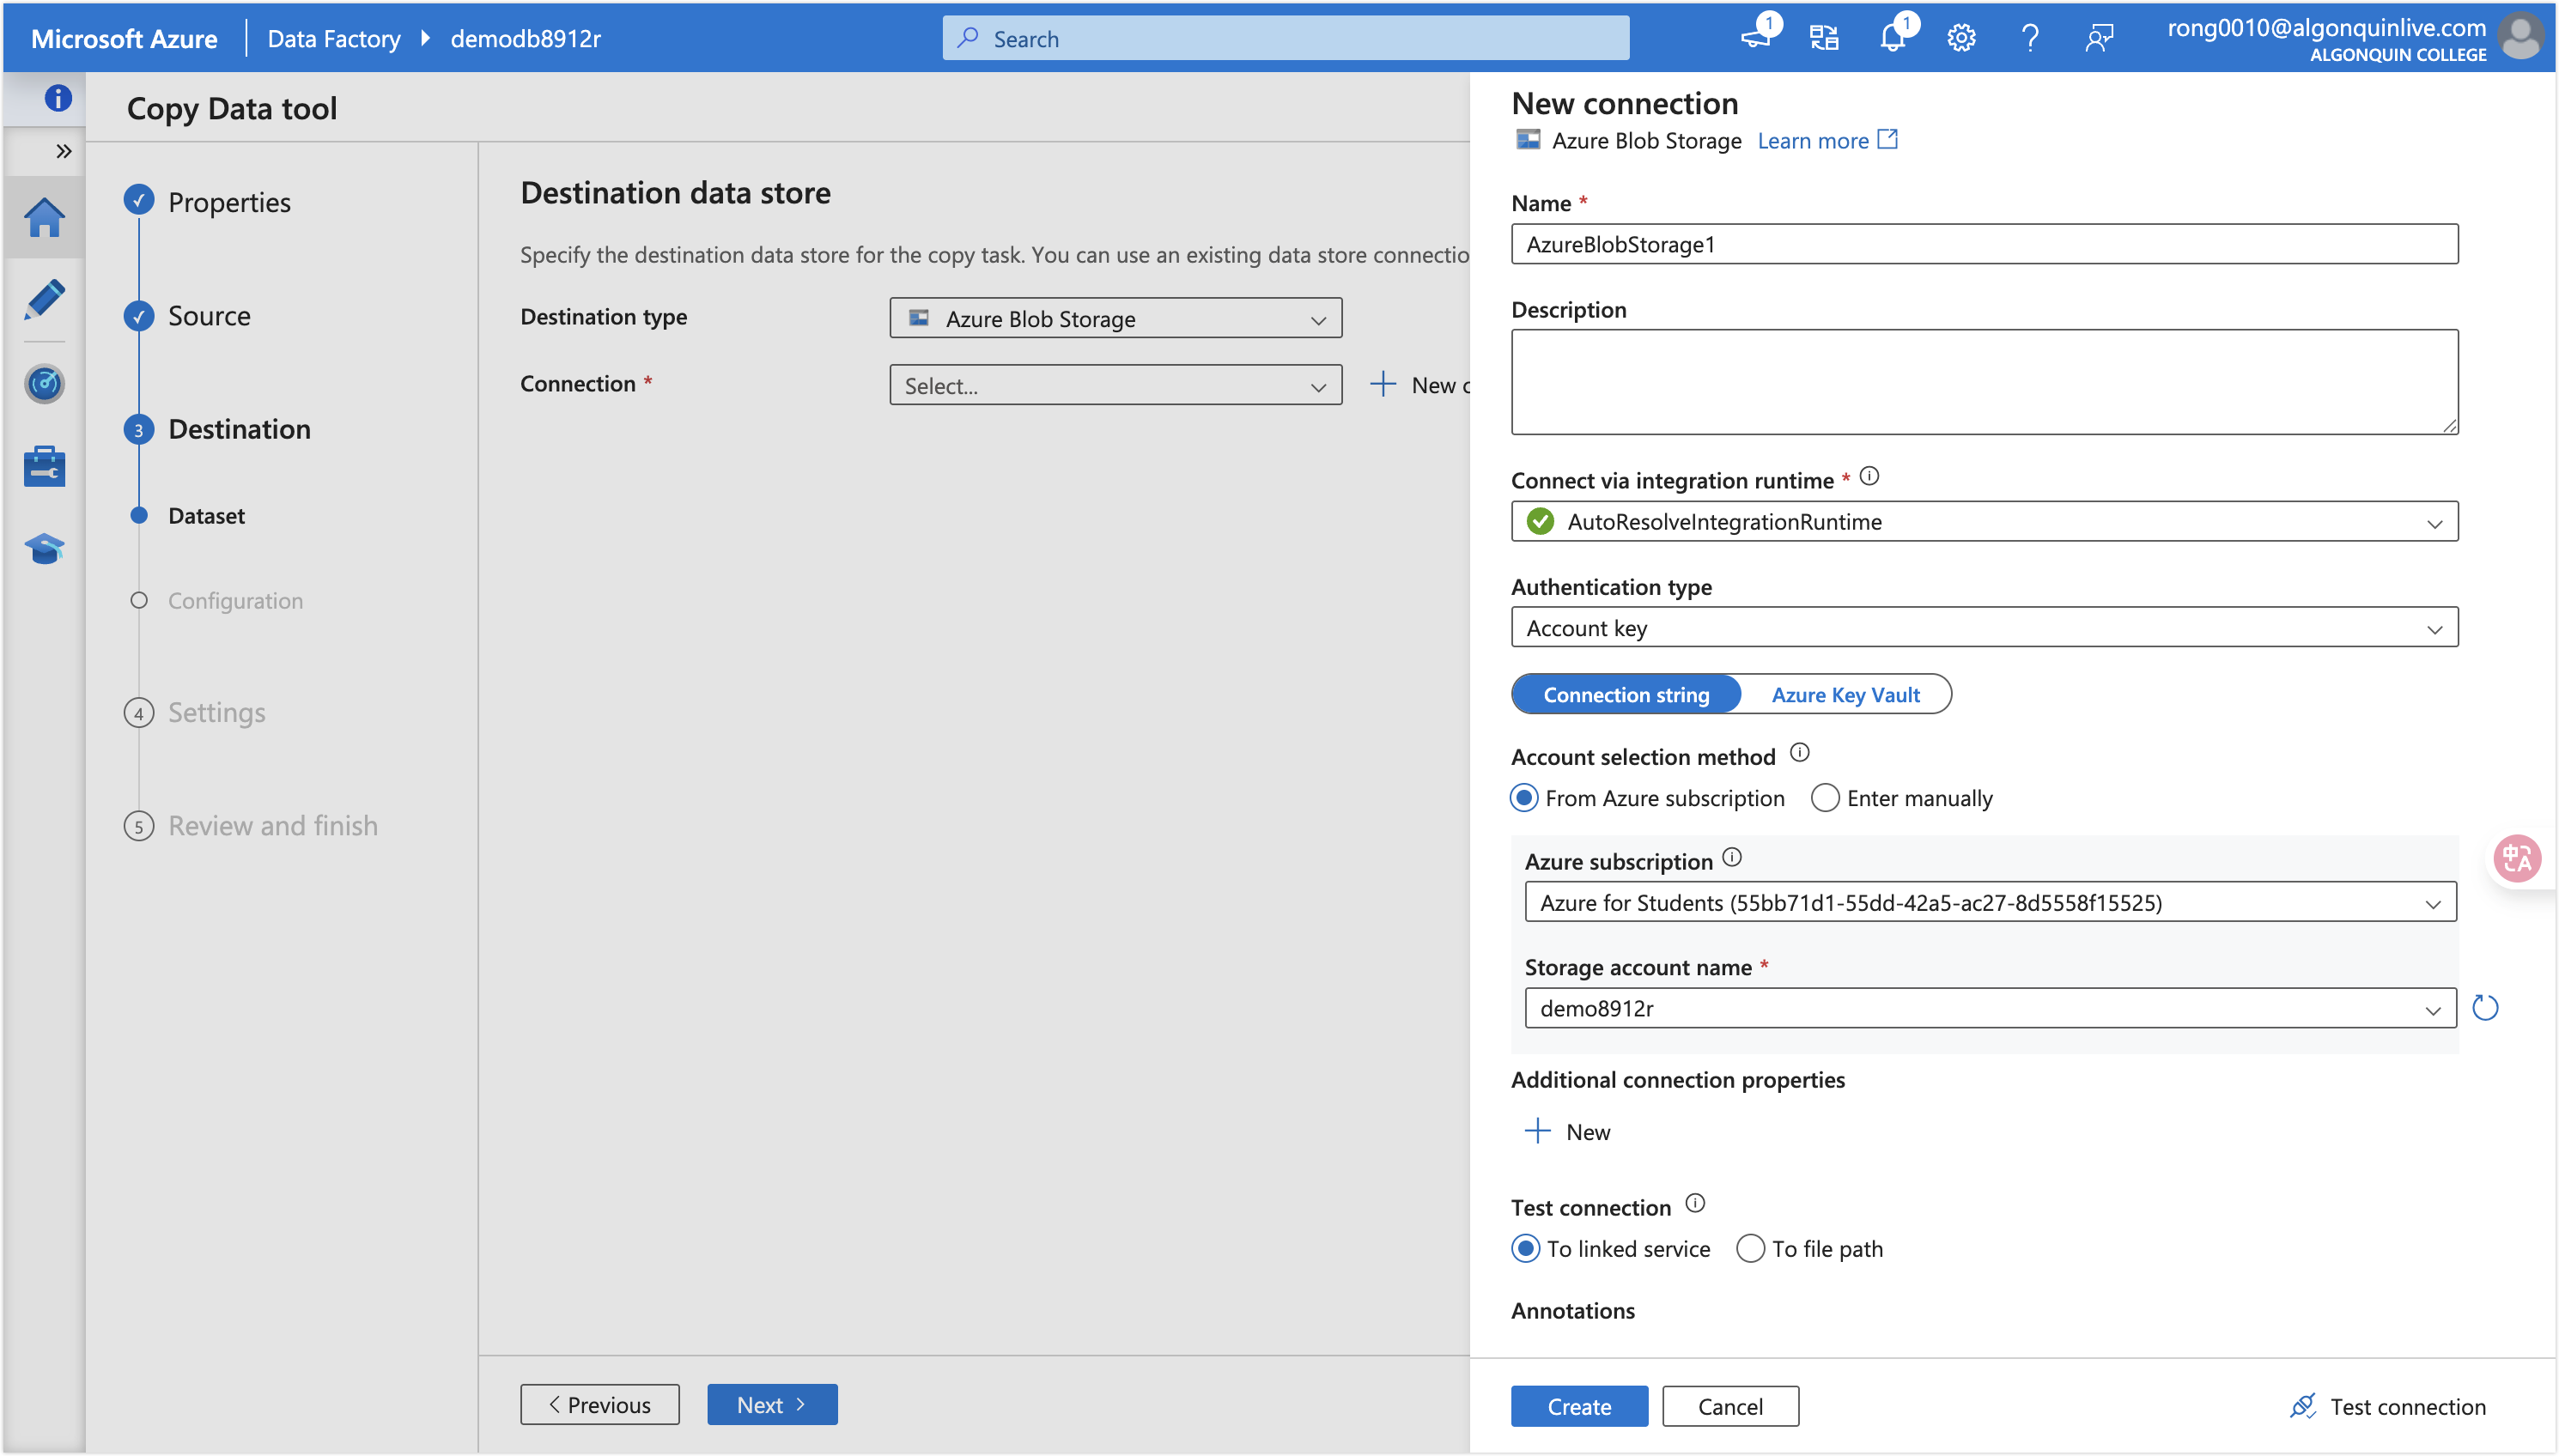 Microsoft Azure
Data Factory
demodb8912r
Search
1
1
rong0010@algonquinlive.com
ALGONQUIN COLLEGE
Copy Data tool
Properties
Source
3
Destination
Dataset
Configuration
4
Settings
5
Review and finish
Destination data store
Specify the destination data store for the copy task. You can use an existing data store connectio
Destination type
Azure Blob Storage
Connection *
Select...
New c
Previous
Next
New connection
Azure Blob Storage Learn more
Name *
AzureBlobStorage1
Description
Connect via integration runtime *
AutoResolveIntegrationRuntime
Authentication type
Account key
Connection string
Azure Key Vault
Account selection method
From Azure subscription
Enter manually
Azure subscription
Azure for Students (55bb71d1-55dd-42a5-ac27-8d5558f15525)
Storage account name *
demo8912r
Additional connection properties
New
Test connection
To linked service
To file path
Annotations
Create
Cancel
Test connection
中A